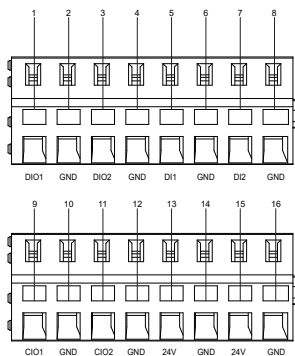 1 2 3 4 5 6 7 8
DIO1 GND DIO2 GND DI1 GND DI2 GND
9 10 11 12 13 14 15 16
CIO1 GND CIO2 GND 24V GND 24V GND